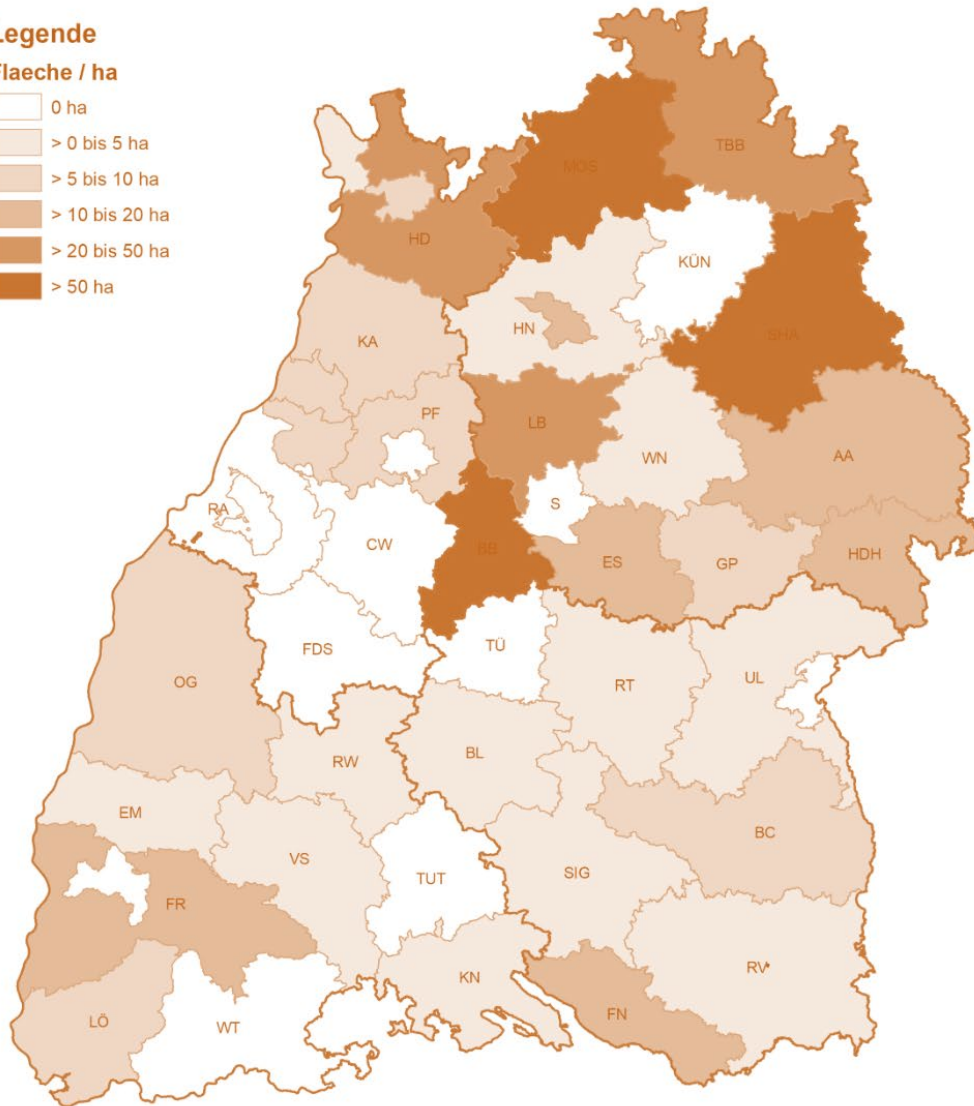 Legende
Flaeche / ha
0 ha
> 0 bis 5 ha
> 5 bis 10 ha
> 10 bis 20 ha
> 20 bis 50 ha
> 50 ha
MOS
TBB
HD
KÜN
HN
SHA
KA
PF
LB
WN
AA
S
RA
CW
BB
ES
GP
HDH
FDS
TÜ
OG
RT
UL
RW
BL
EM
VS
BC
TUT
SIG
FR
KN
RV*
LÖ
WT
FN